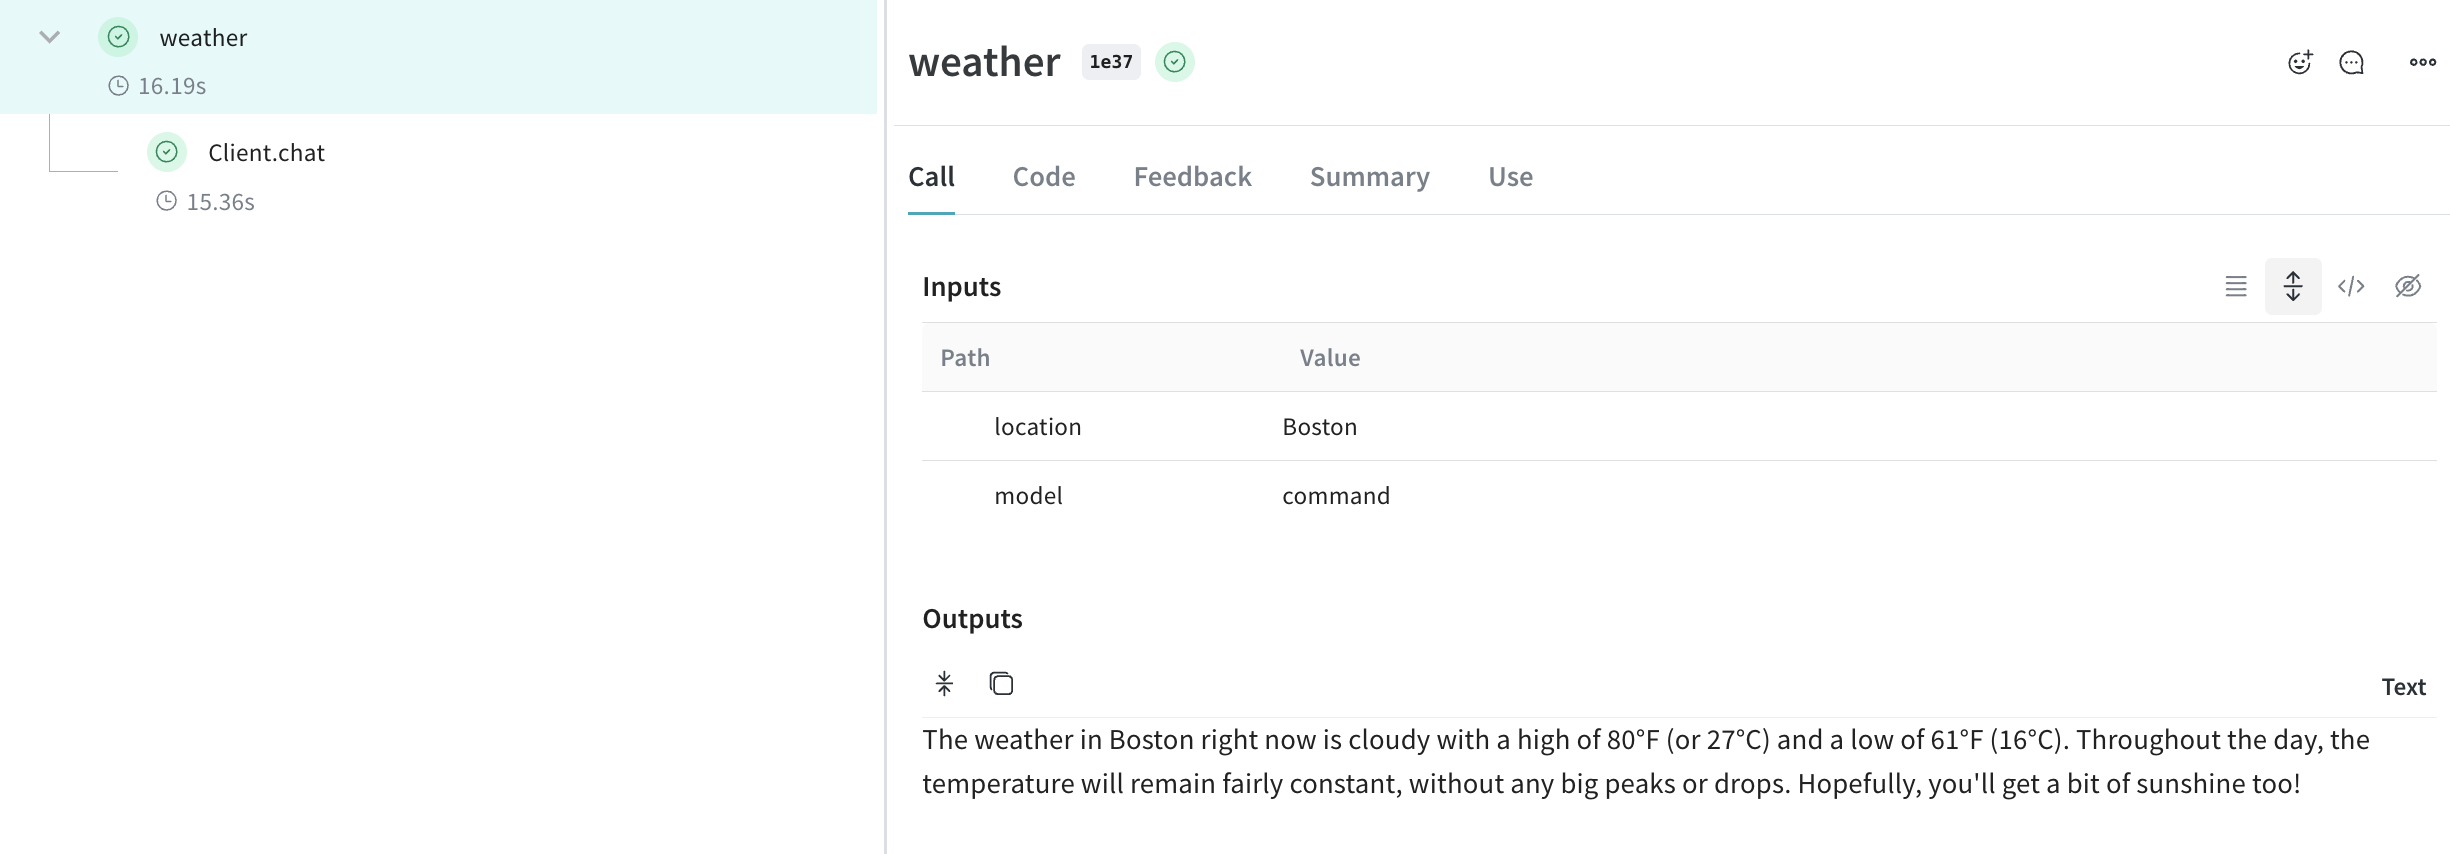 weather
16.19s
Client.chat
15.36s
weather 1e37
Call Code Feedback Summary Use
Inputs
Path Value
location Boston
model command
Outputs
Text
The weather in Boston right now is cloudy with a high of 80°F (or 27°C) and a low of 61°F (16°C). Throughout the day, the
temperature will remain fairly constant, without any big peaks or drops. Hopefully, you'll get a bit of sunshine too!